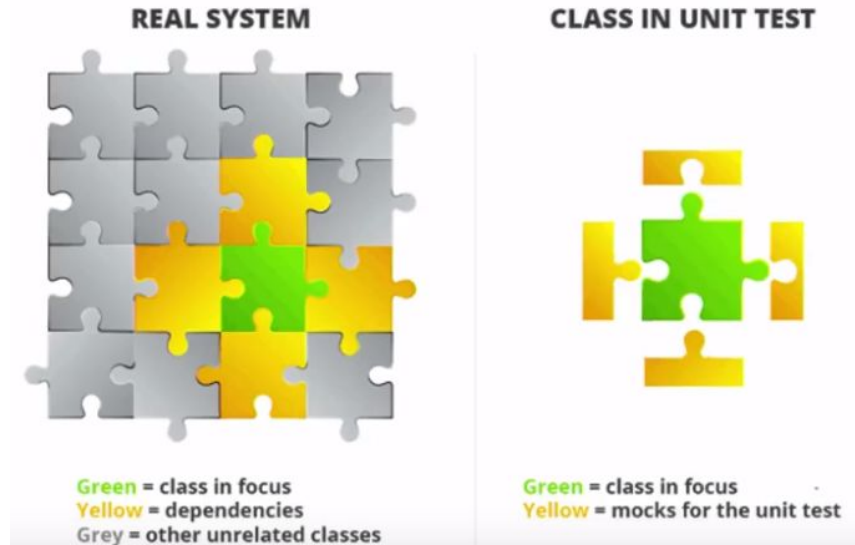 REAL SYSTEM
Green = class in focus
Yellow = dependencies
Grey = other unrelated classes
CLASS IN UNIT TEST
Green = class in focus
Yellow = mocks for the unit test